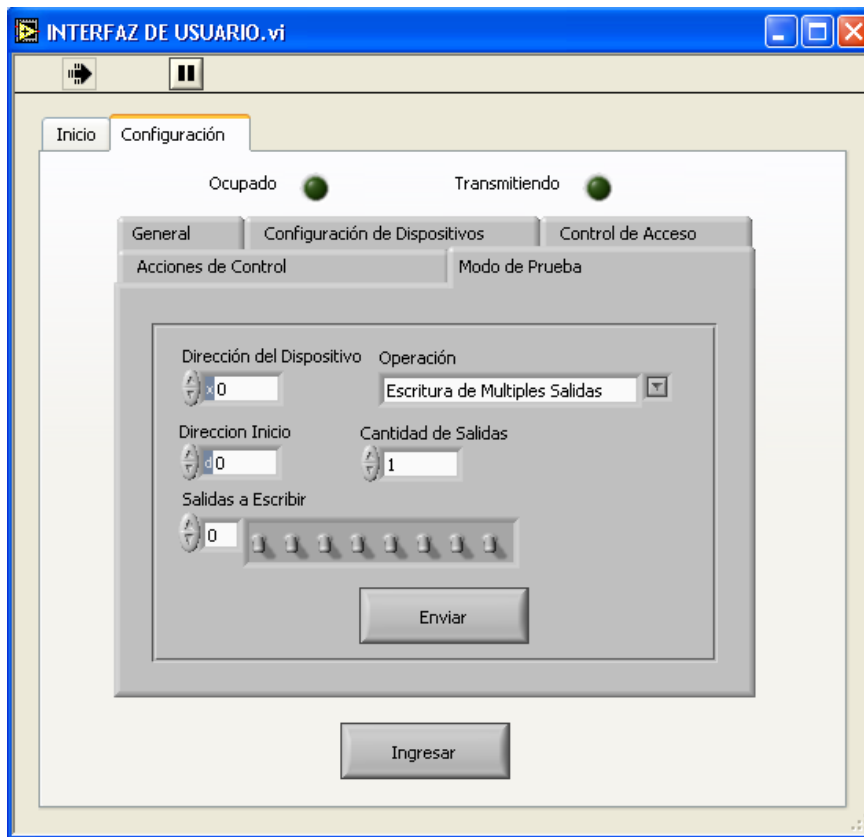 INTERFAZ DE USUARIO.vi
Inicio Configuración
Ocupado Transmitiendo
General Configuración de Dispositivos Control de Acceso
Acciones de Control Modo de Prueba
Dirección del Dispositivo Operación
x0 Escritura de Multiples Salidas
Direccion Inicio Cantidad de Salidas
d0 1
Salidas a Escribir
0
Enviar
Ingresar